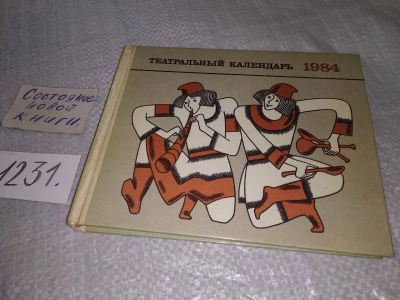 ТЕАТРАЛЬНЫЙ КАЛЕНДАРЬ 1984
Состояние
новой
книги.
1231.